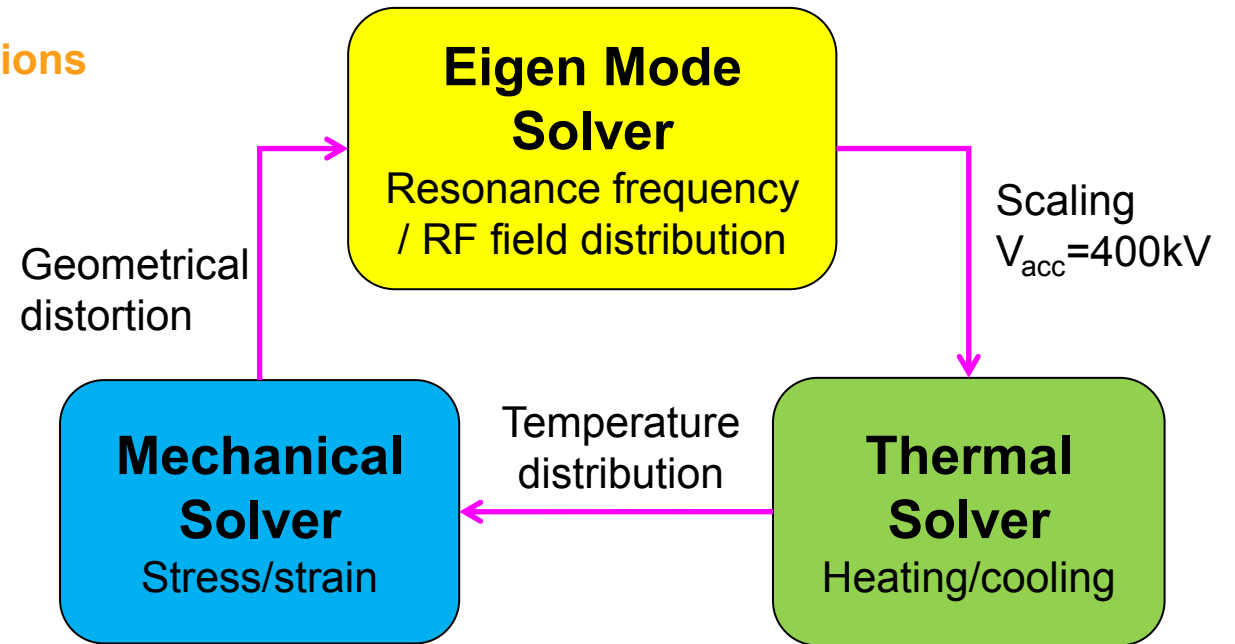 ions
Eigen Mode
Solver
Resonance frequency
/ RF field distribution
Scaling
Vacc=400kV
Geometrical
distortion
Temperature
distribution
Mechanical
Solver
Stress/strain
Thermal
Solver
Heating/cooling